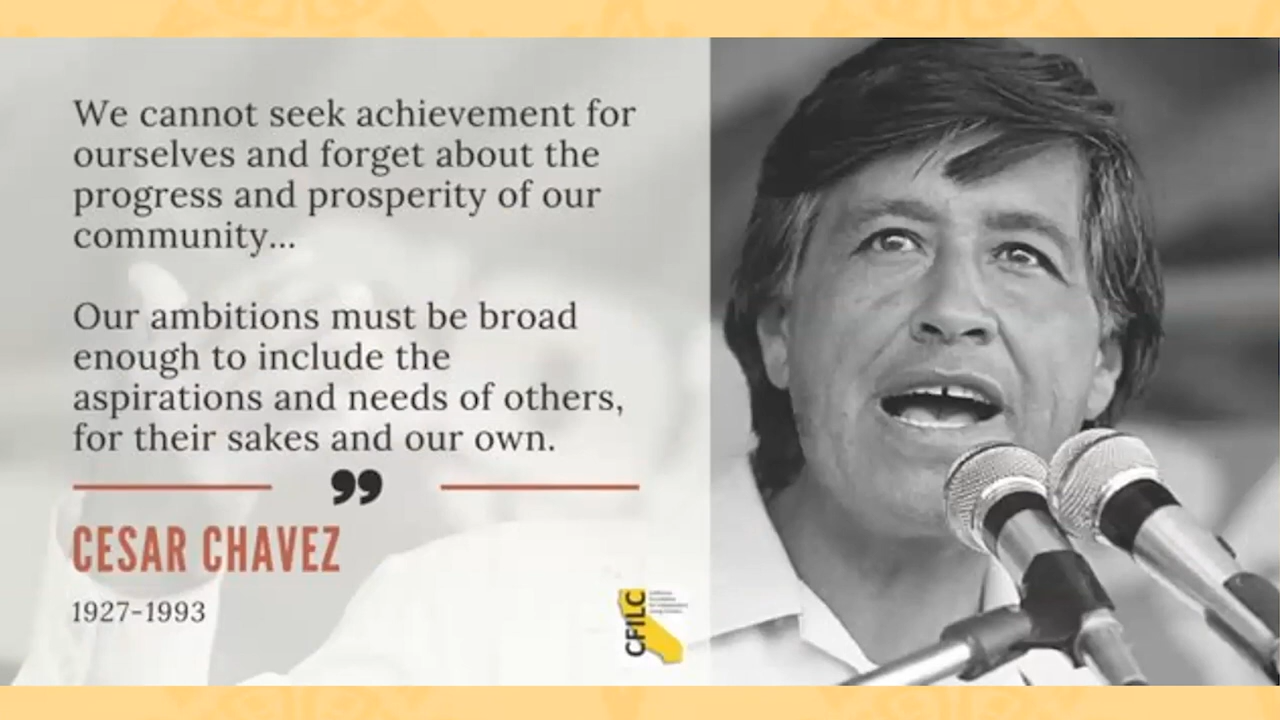 We cannot seek achievement for
ourselves and forget about the
progress and prosperity of our
community...
Our ambitions must be broad
enough to include the
aspirations and needs of others,
for their sakes and our own.
”
CESAR CHAVEZ
1927-1993
CFILC